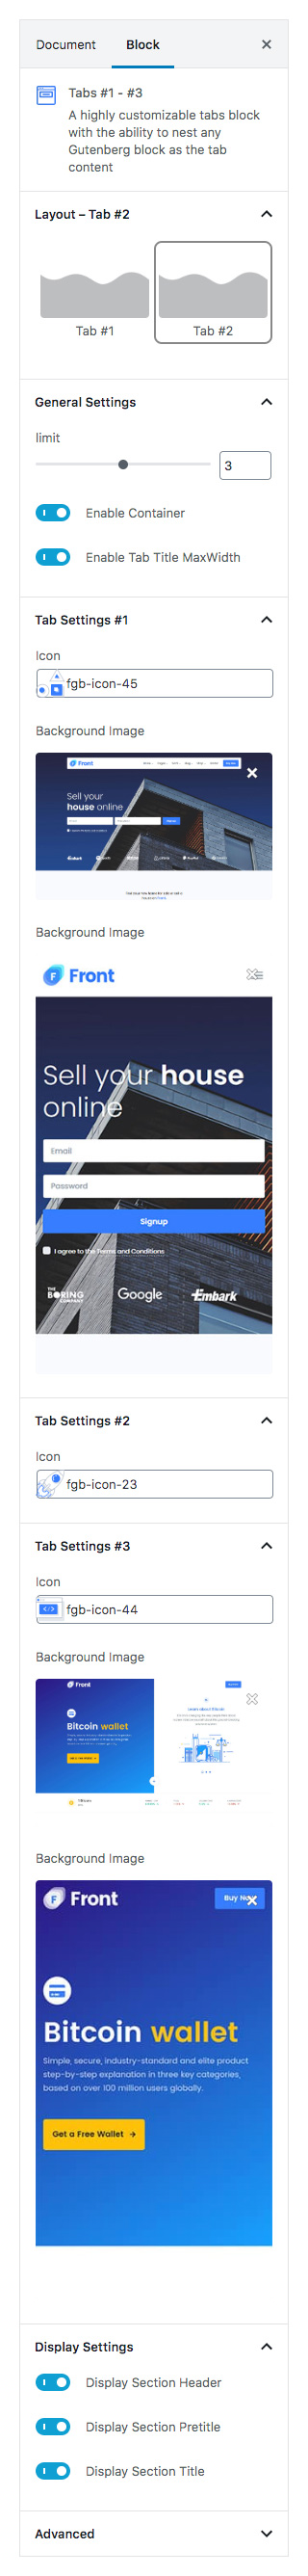 Document
Block
Tabs #1 - #3
A highly customizable tabs block
with the ability to nest any
Gutenberg block as the tab
content
Layout – Tab #2
Tab #1
Tab #2
General Settings
limit
3
Enable Container
Enable Tab Title MaxWidth
Tab Settings #1
Icon
fgb-icon-45
Background Image
Front
Sell your
house online
Embark
Background Image
Front
Sell your house
online
Email
Password
Signup
I agree to the Terms and Conditions
THE
BORING
COMPANY
Google
Embark
Tab Settings #2
Icon
fgb-icon-23
Tab Settings #3
Icon
fgb-icon-44
Background Image
Front
Bitcoin wallet
Background Image
Front
Buy Now
Bitcoin wallet
Simple, secure, industry-standard and elite product
step-by-step explanation in three key categories,
based on over 100 million users globally.
Get a Free Wallet →
Display Settings
Display Section Header
Display Section Pretitle
Display Section Title
Advanced